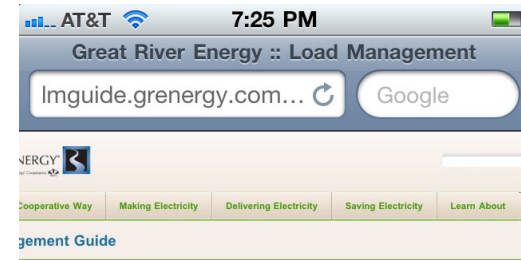 AT&T 7:25 PM
Great River Energy :: Load Management
lmguide.grenergy.com... Google
NERGY
Cooperative Way Making Electricity Delivering Electricity Saving Electricity Learn About
gement Guide